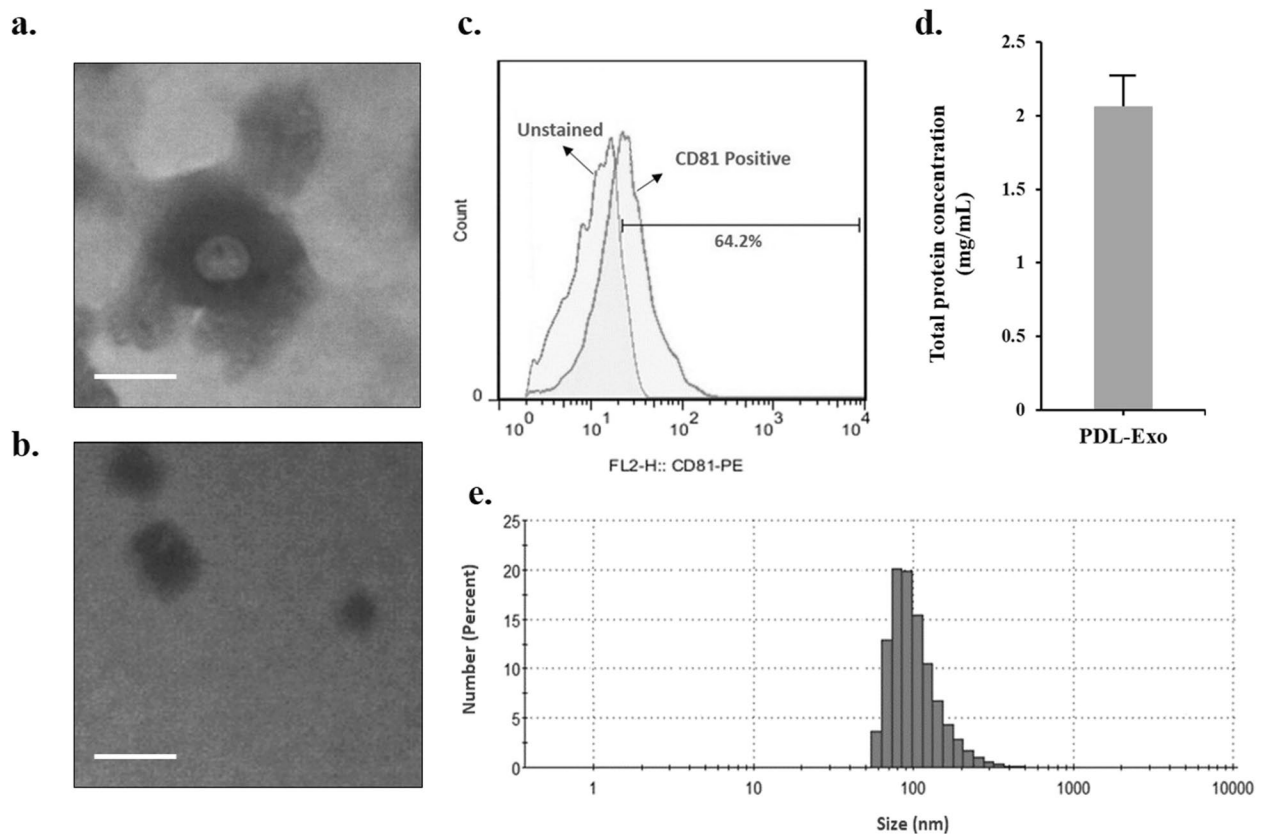 a.
b.
c.
Unstained
CD81 Positive
64.2%
Count
0
10^0 10^1 10^2 10^3 10^4
FL2-H:: CD81-PE
d.
Total protein concentration
(mg/mL)
2.5
2
1.5
1
0.5
0
PDL-Exo
e.
Number (Percent)
25
20
15
10
5
0
1 10 100 1000 10000
Size (nm)